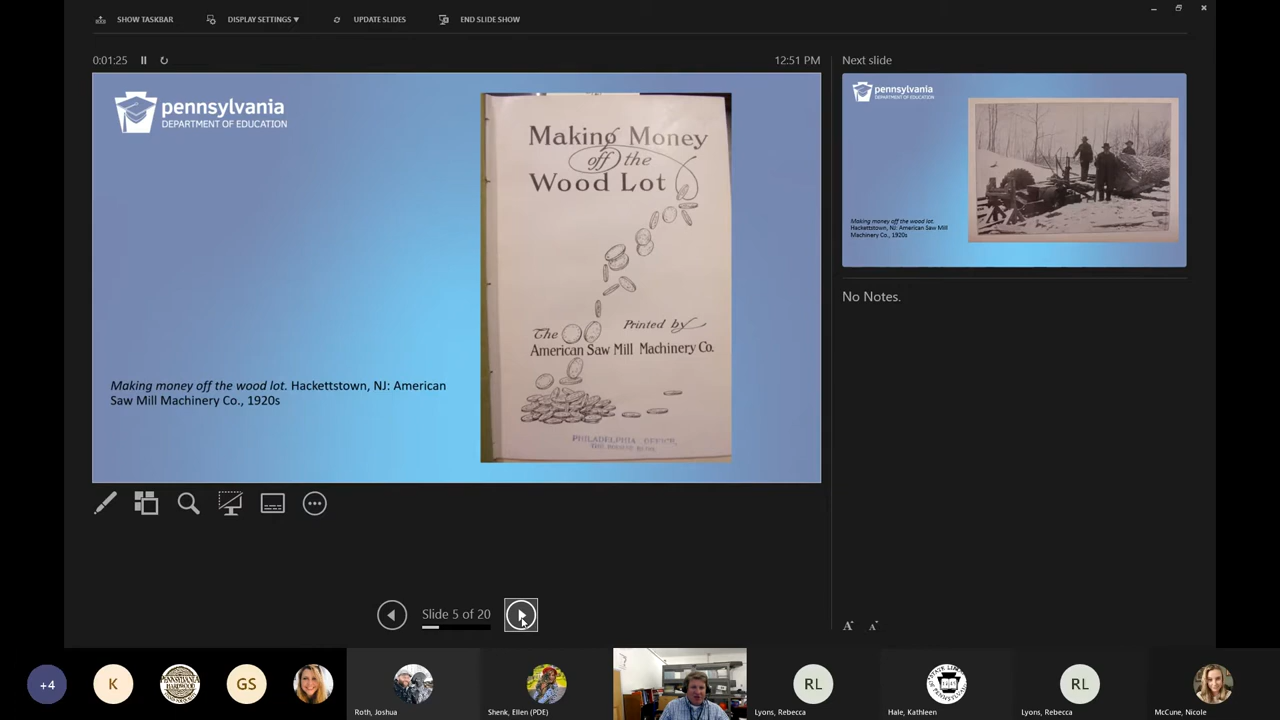 SHOW TASKBAR
DISPLAY SETTINGS ▾
UPDATE SLIDES
END SLIDE SHOW
0:01:25
12:51 PM
pennsylvania
DEPARTMENT OF EDUCATION
Making Money
off the
Wood Lot
The
Printed by
American Saw Mill Machinery Co.
PHILADELPHIA OFFICE,
Making money off the wood lot. Hackettstown, NJ: American
Saw Mill Machinery Co., 1920s
Next slide
pennsylvania
DEPARTMENT OF EDUCATION
Making money off the wood lot.
Hackettstown, NJ: American Saw Mill
Machinery Co., 1920s
No Notes.
Slide 5 of 20
A
A
+4
K
GS
Roth, Joshua
Shenk, Ellen (PDE)
RL
Lyons, Rebecca
Hale, Kathleen
RL
Lyons, Rebecca
McCune, Nicole